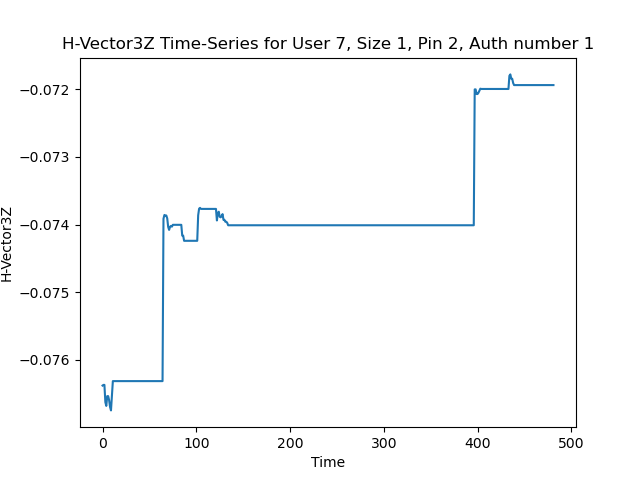 H-Vector3Z Time-Series for User 7, Size 1, Pin 2, Auth number 1
H-Vector3Z
−0.072
−0.073
−0.074
−0.075
−0.076
0 100 200 300 400 500
Time